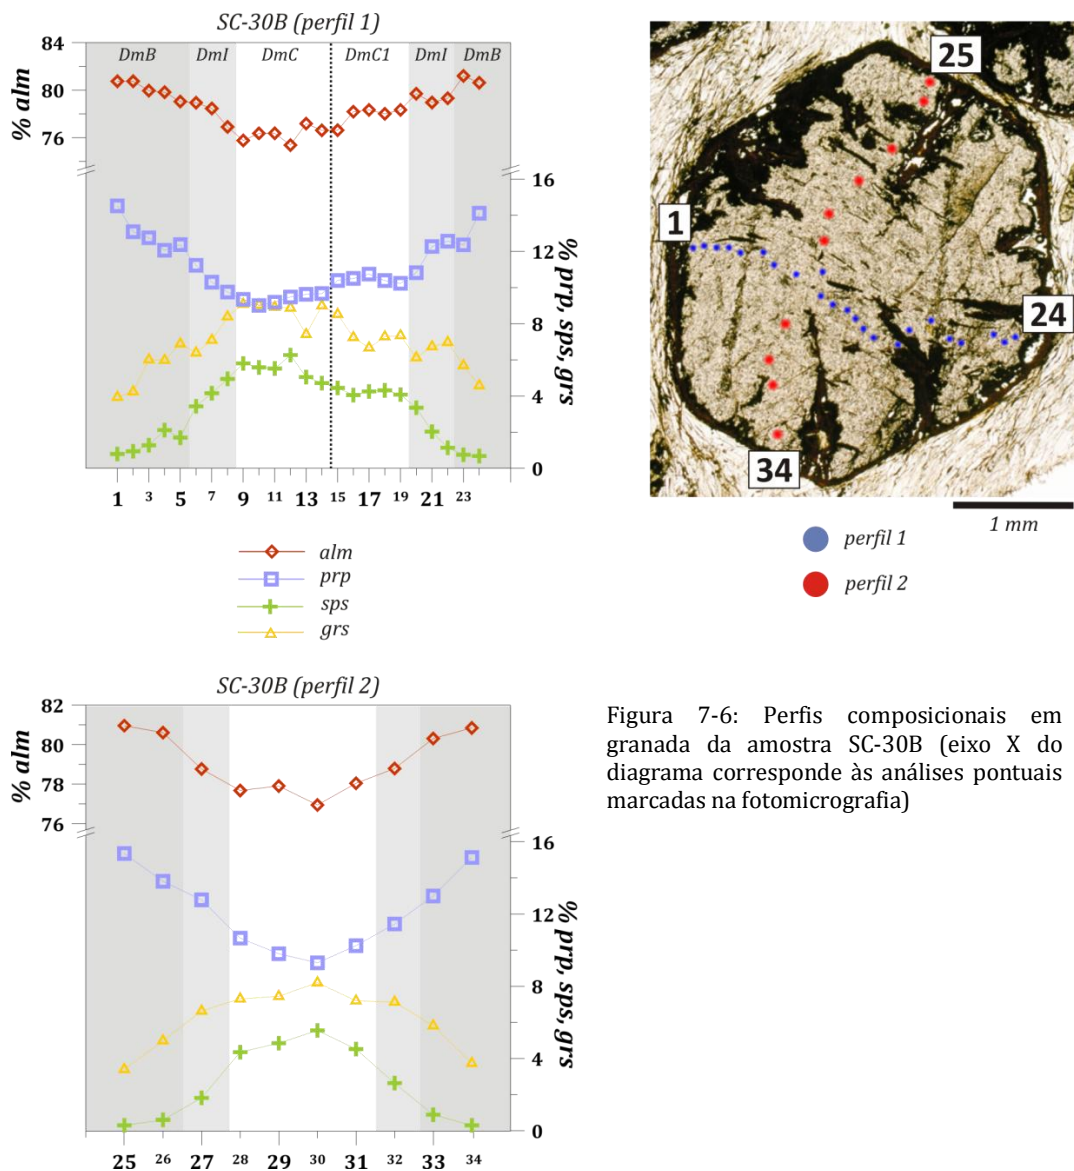 SC-30B (perfil 1)
84
80
76
% alm
DmB DmI DmC DmC1 DmI DmB
16
12
8
4
0
% prp, sps, grs
1 3 5 7 9 11 13 15 17 19 21 23
alm
prp
sps
grs
1
25
24
34
1 mm
perfil 1
perfil 2
SC-30B (perfil 2)
82
80
78
76
% alm
16
12
8
4
0
% prp, sps, grs
25 26 27 28 29 30 31 32 33 34
Figura 7-6: Perfis composicionais em
granada da amostra SC-30B (eixo X do
diagrama corresponde às análises pontuais
marcadas na fotomicrografia)